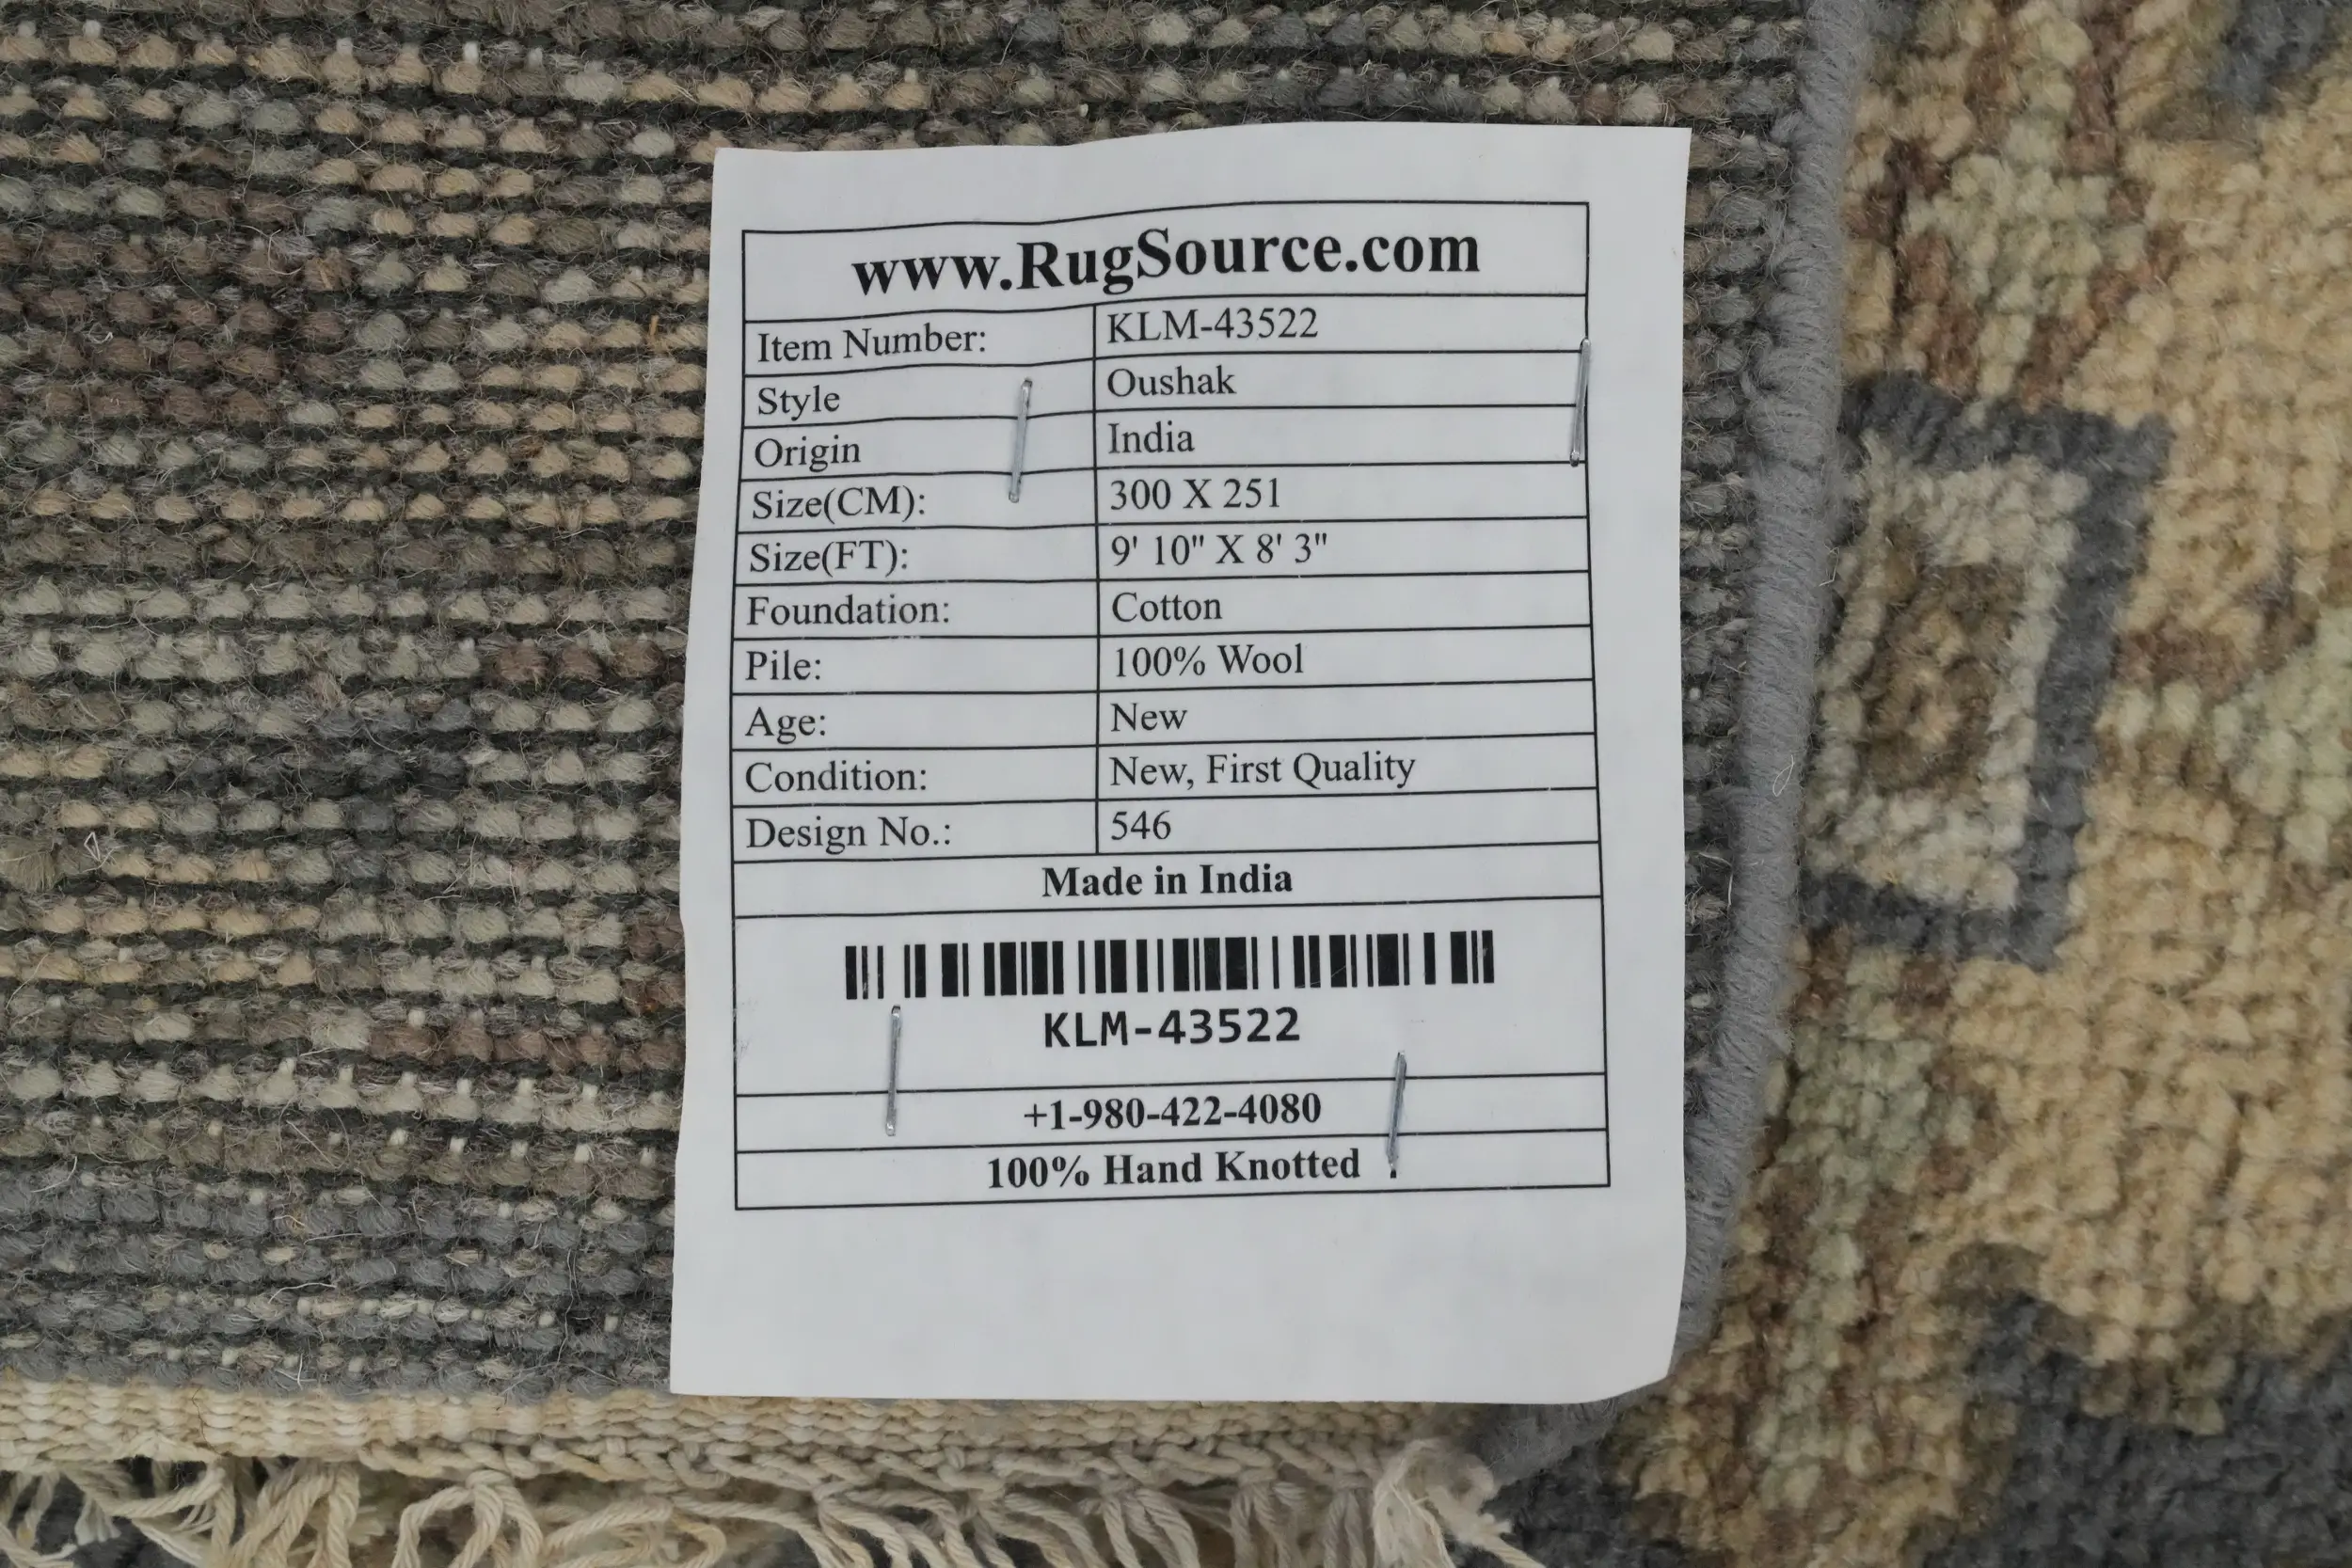 www.RugSource.com
Item Number: KLM-43522
Style Oushak
Origin India
Size(CM): 300 X 251
Size(FT): 9' 10" X 8' 3"
Foundation: Cotton
Pile: 100% Wool
Age: New
Condition: New, First Quality
Design No.: 546
Made in India
KLM-43522
+1-980-422-4080
100% Hand Knotted .